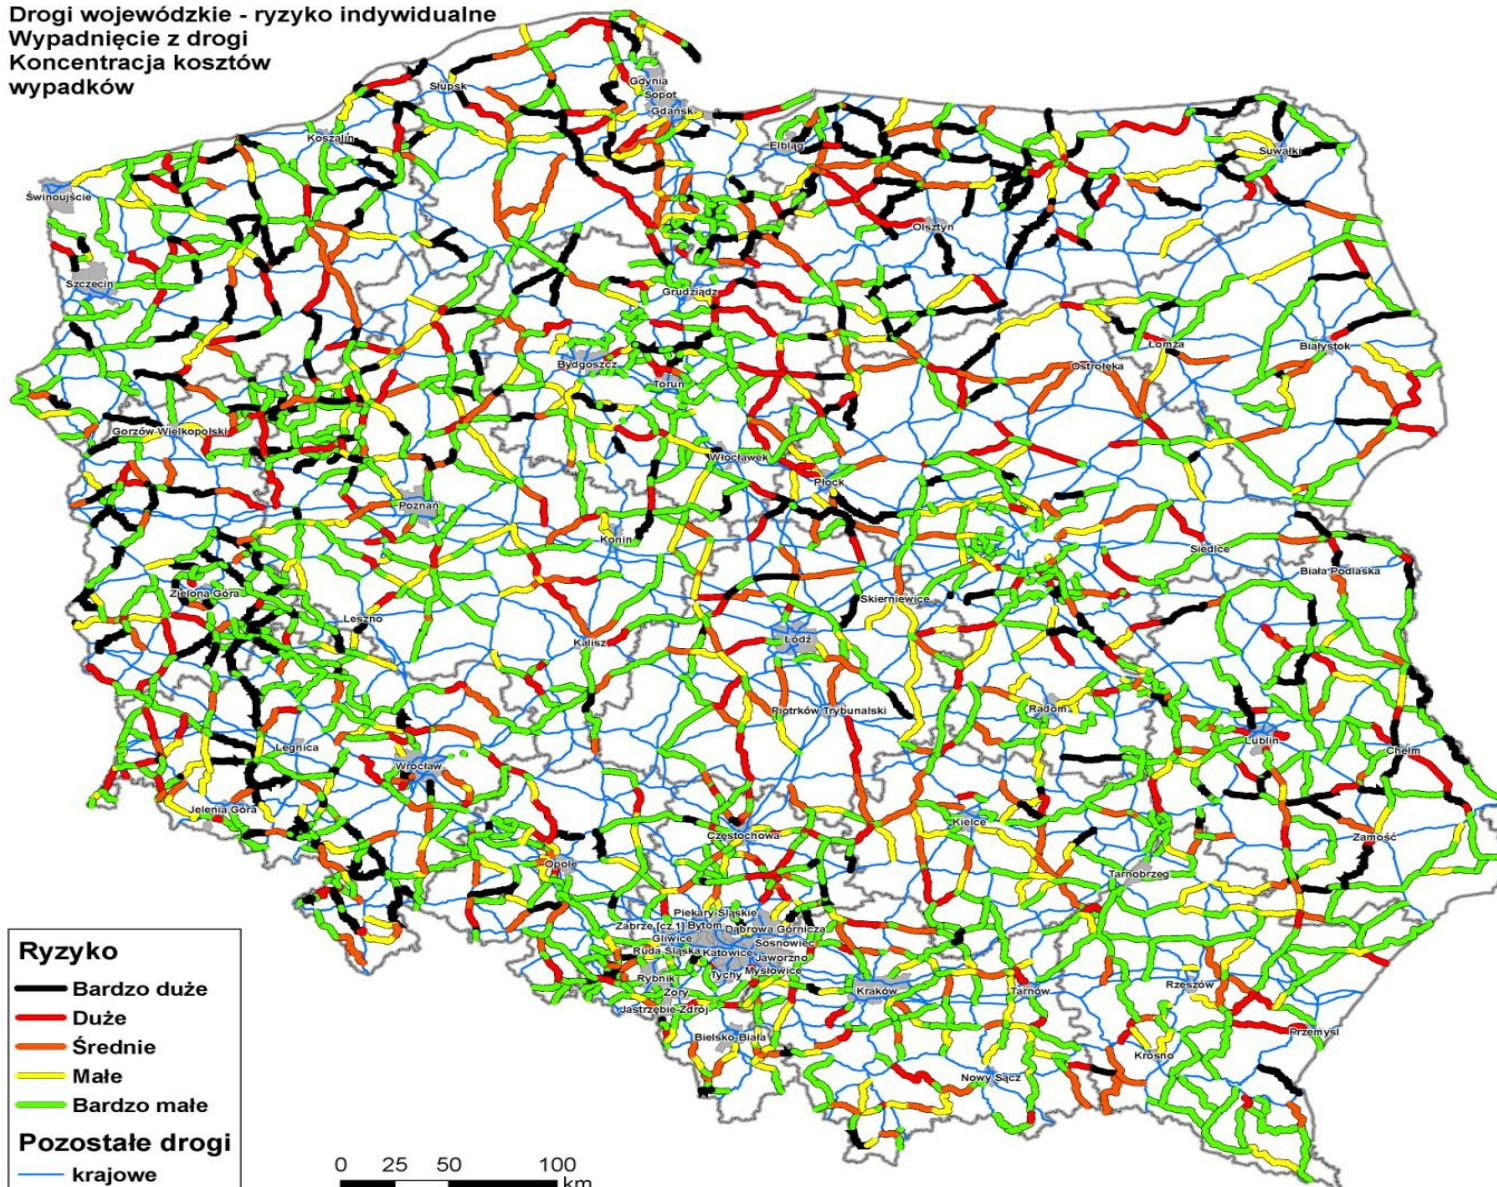 Drogi wojewódzkie - ryzyko indywidualne
Wypadnięcie z drogi
Koncentracja kosztów
wypadków
Gdynia
Słupsk
Sopot
Gdańsk
Koszalin
Elbląg
Suwałki
Świnoujście
Olsztyn
Szczecin
Grudziądz
Łomża
Białystok
Bydgoszcz
Ostrołęka
Toruń
Gorzów Wielkopolski
Włocławek
Płock
Poznań
Konin
Siedlce
Biała Podlaska
Zielona Góra
Skierniewice
Leszno
Kalisz
Łódź
Radom
Piotrków Trybunalski
Lublin
Legnica
Chełm
Wrocław
Jelenia Góra
Kielce
Częstochowa
Zamość
Opole
Tarnobrzeg
Piekary Śląskie
Zabrze [cz.1]
Bytom
Dąbrowa Górnicza
Gliwice
Sosnowiec
Ruda Śląska
Katowice
Jaworzno
Mysłowice
Rybnik
Tychy
Żory
Kraków
Tarnów
Rzeszów
Jastrzębie-Zdrój
Bielsko-Biała
Przemyśl
Krosno
Nowy Sącz
Ryzyko
Bardzo duże
Duże
Średnie
Małe
Bardzo małe
Pozostałe drogi
krajowe
0 25 50 100
km